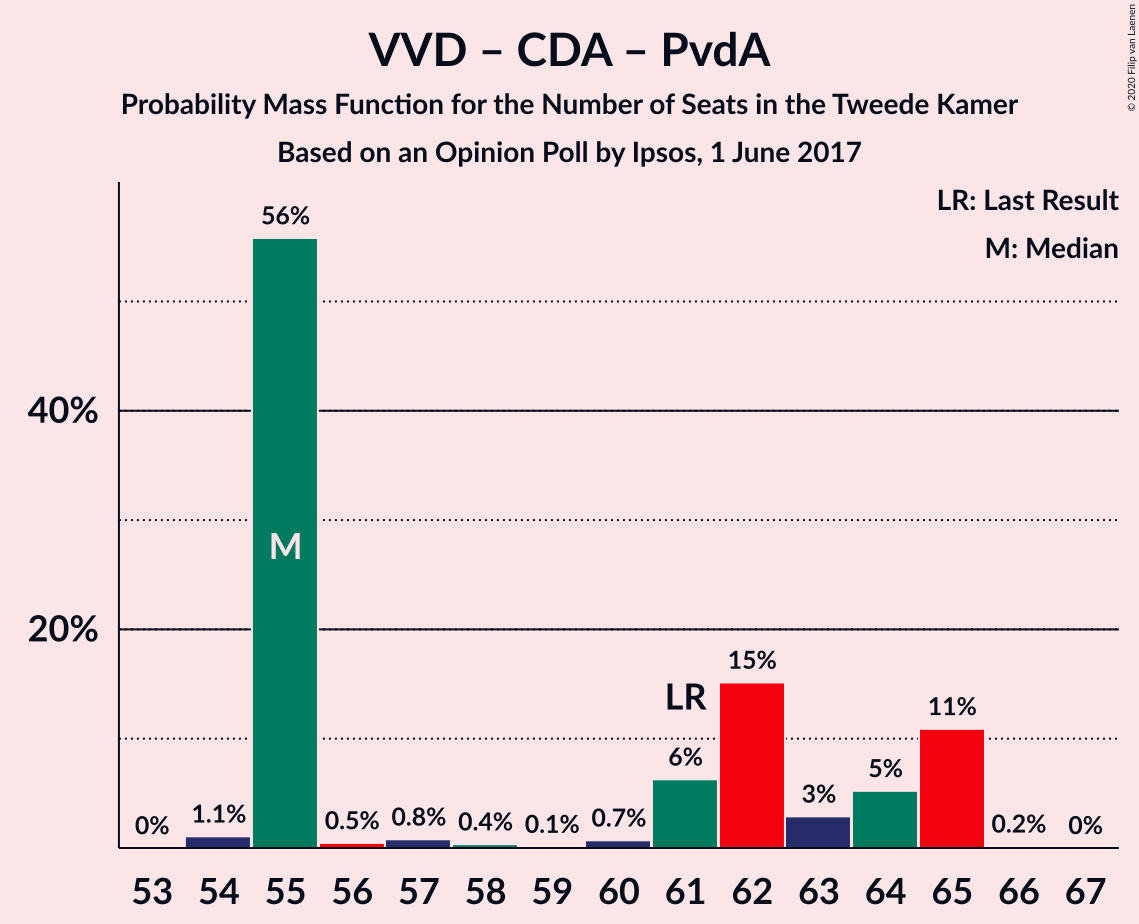 VVD – CDA – PvdA
Probability Mass Function for the Number of Seats in the Tweede Kamer
Based on an Opinion Poll by Ipsos, 1 June 2017
© 2020 Filip van Laenen
LR: Last Result
M: Median
56%
40%
M
20%
15%
LR
11%
6%
5%
3%
0% 1.1% 0.5% 0.8% 0.4% 0.1% 0.7% 0.2% 0%
53 54 55 56 57 58 59 60 61 62 63 64 65 66 67